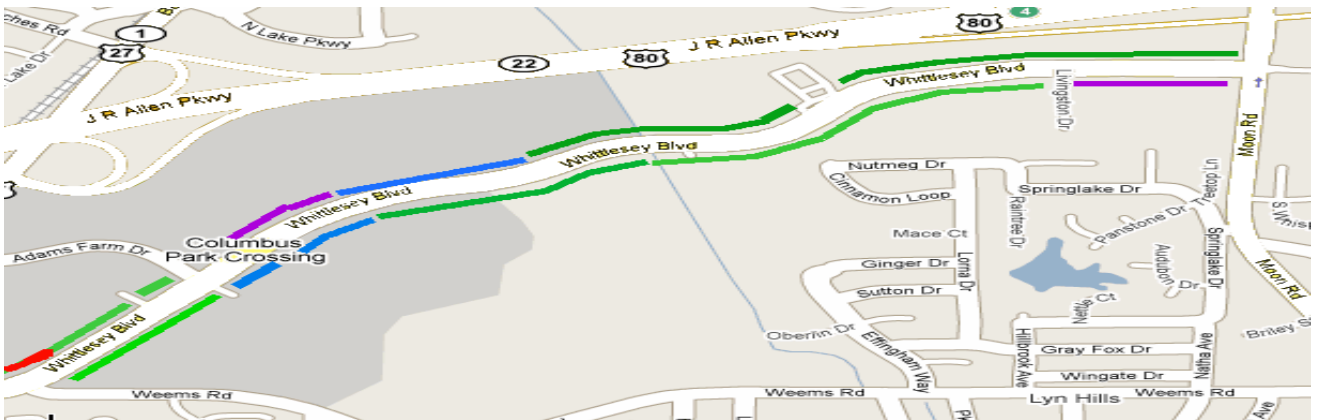 ches Rd
1
27
N Lake Pkwy
Lake Dr
J R Allen Pkwy
22
80
J R Allen Pkwy
80
4
Whittlesey Blvd
Livingston Dr
Moon Rd
Whittlesey Blvd
Whittlesey Blvd
Columbus
Park Crossing
Adams Farm Dr
Whittlesey Blvd
Weems Rd
Nutmeg Dr
Cinnamon Loop
Mace Ct
Ginger Dr
Sutton Dr
Oberlin Dr
Effingham Way
Lorna Dr
Raintree Dr
Springlake Dr
Panstone Dr
Treetop Ln
S Whisp
Audubon Dr
Springlake Dr
Moon Rd
Ct
Hillbrook Ave
Gray Fox Dr
Wingate Dr
Natha Ave
Briley S
Weems Rd
Lyn Hills
Weems Rd
Ave